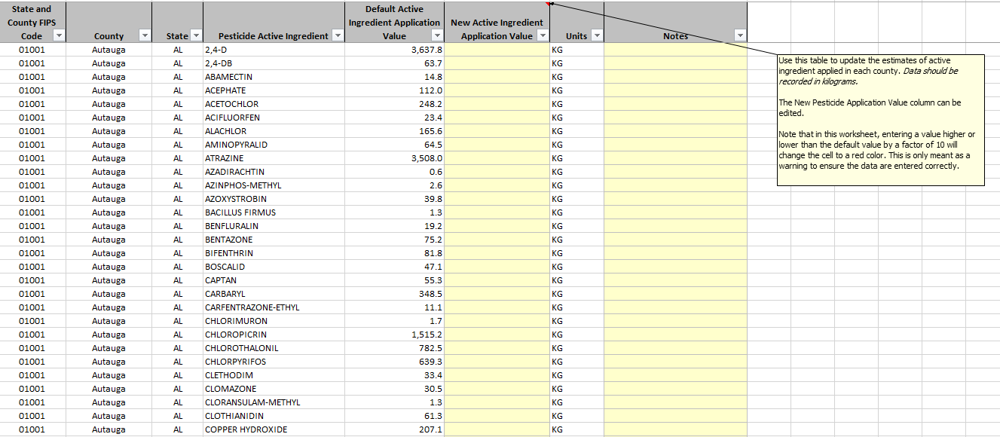 State and County FIPS Code County State Pesticide Active Ingredient Default Active Ingredient Application Value New Active Ingredient Application Value Units Notes
01001 Autauga AL 2,4-D 3,637.8 KG
01001 Autauga AL 2,4-DB 63.7 KG
01001 Autauga AL ABAMECTIN 14.8 KG
01001 Autauga AL ACEPHATE 112.0 KG
01001 Autauga AL ACETOCHLOR 248.2 KG
01001 Autauga AL ACIFLUORFEN 23.4 KG
01001 Autauga AL ALACHLOR 165.6 KG
01001 Autauga AL AMINOPYRALID 64.5 KG
01001 Autauga AL ATRAZINE 3,508.0 KG
01001 Autauga AL AZADIRACHTIN 0.6 KG
01001 Autauga AL AZINPHOS-METHYL 2.6 KG
01001 Autauga AL AZOXYSTROBIN 39.8 KG
01001 Autauga AL BACILLUS FIRMUS 1.3 KG
01001 Autauga AL BENFLURALIN 19.2 KG
01001 Autauga AL BENTAZONE 75.2 KG
01001 Autauga AL BIFENTHRIN 81.8 KG
01001 Autauga AL BOSCALID 47.1 KG
01001 Autauga AL CAPTAN 55.3 KG
01001 Autauga AL CARBARYL 348.5 KG
01001 Autauga AL CARFENTRAZONE-ETHYL 11.1 KG
01001 Autauga AL CHLORIMURON 1.7 KG
01001 Autauga AL CHLOROPICRIN 1,515.2 KG
01001 Autauga AL CHLOROTHALONIL 782.5 KG
01001 Autauga AL CHLORPYRIFOS 639.3 KG
01001 Autauga AL CLETHODIM 33.4 KG
01001 Autauga AL CLOMAZONE 30.5 KG
01001 Autauga AL CLORANSULAM-METHYL 1.3 KG
01001 Autauga AL CLOTHIANIDIN 61.3 KG
01001 Autauga AL COPPER HYDROXIDE 207.1 KG
Use this table to update the estimates of active
ingredient applied in each county. Data should be
recorded in kilograms.
The New Pesticide Application Value column can be
edited.
Note that in this worksheet, entering a value higher or
lower than the default value by a factor of 10 will
change the cell to a red color. This is only meant as a
warning to ensure the data are entered correctly.